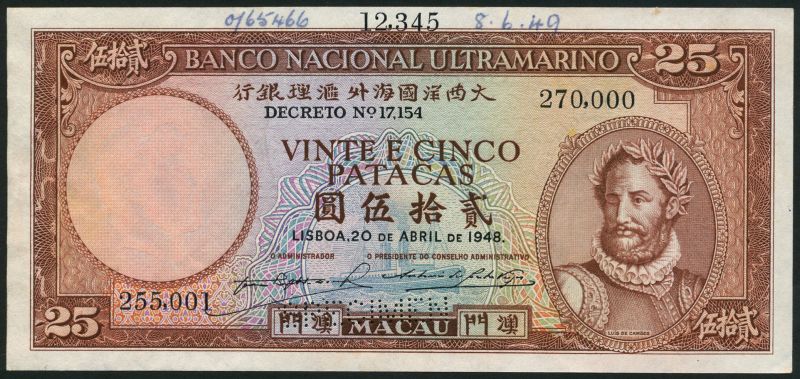 0/65466 12,345 8.6.49
伍拾貳 BANCO NACIONAL ULTRAMARINO 25
行銀理滙外海國洋西大
DECRETO Nº 17,154 270,000
VINTE E CINCO
PATACAS
圓伍拾貳
LISBOA, 20 DE ABRIL DE 1948.
O ADMINISTRADOR O PRESIDENTE DO CONSELHO ADMINISTRATIVO
255,001
LUIS DE CAMÕES
25 門澳 MACAU 門澳 伍拾貳